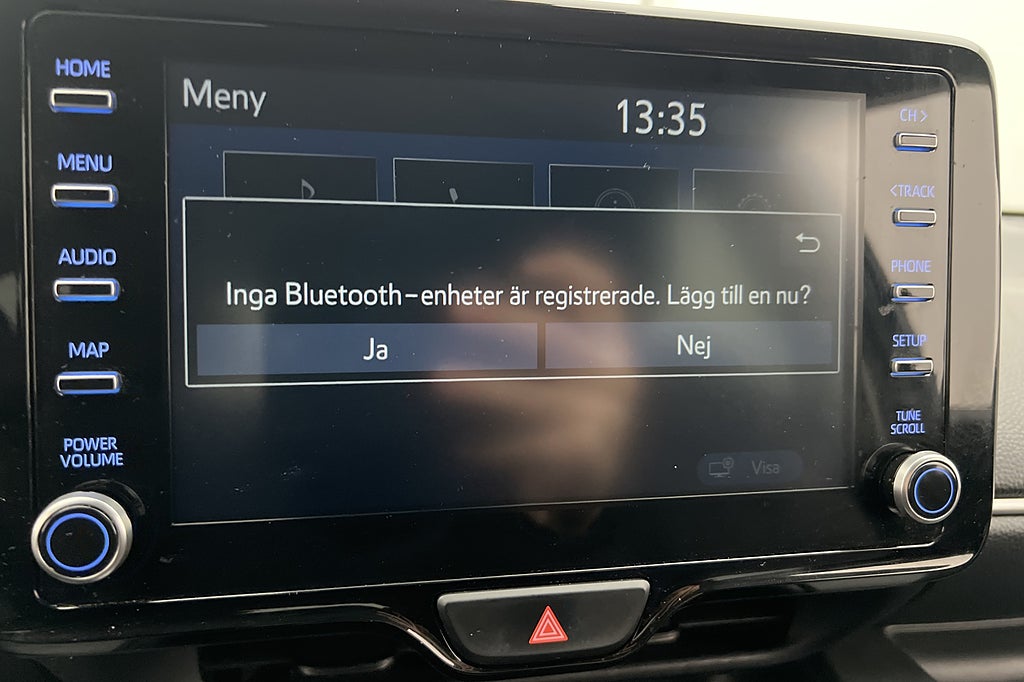 HOME
MENU
AUDIO
MAP
POWER
VOLUME
Meny
13:35
Inga Bluetooth-enheter är registrerade. Lägg till en nu?
Ja
Nej
Visa
CH >
< TRACK
PHONE
SETUP
TUNE
SCROLL